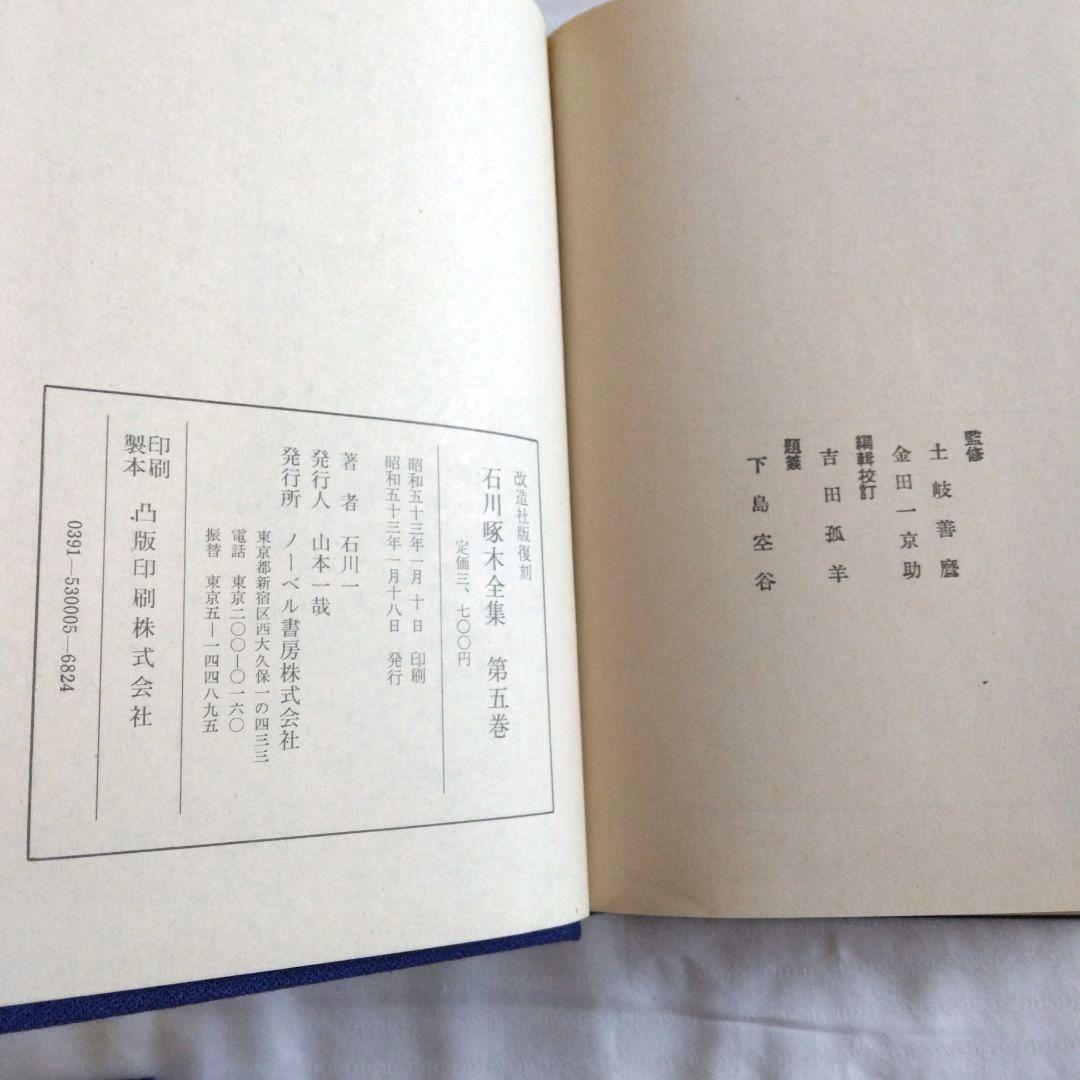 監修
土岐善麿
金田一京助
編輯校訂
吉田孤羊
題簽
下島空谷
改造社版復刻
石川啄木全集 第五巻
定価三、七〇〇円
昭和五十三年一月十日 印刷
昭和五十三年一月十八日 発行
著者 石川一
発行人 山本一哉
発行所 ノーベル書房株式会社
東京都新宿区西大久保一の四三三
電話 東京二〇〇―〇一六〇
振替 東京五―一四四八九五
印刷
製本 凸版印刷株式会社
0391―530005―6824